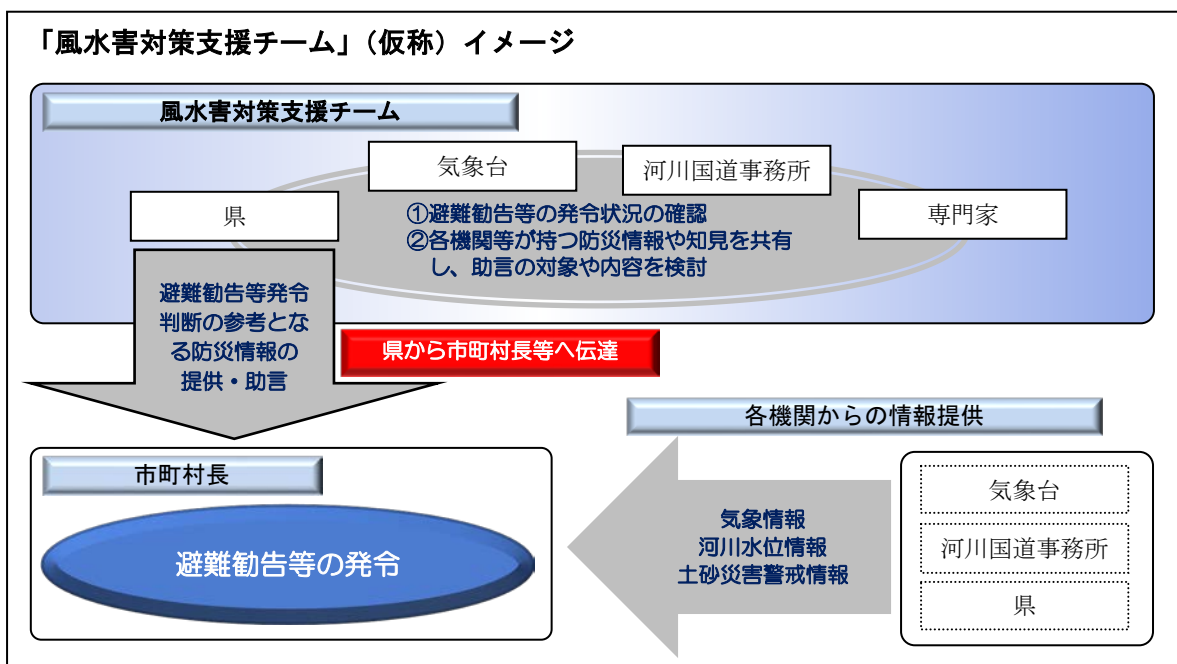 「風水害対策支援チーム」（仮称）イメージ
風水害対策支援チーム
気象台
河川国道事務所
県
専門家
①避難勧告等の発令状況の確認
②各機関等が持つ防災情報や知見を共有
し、助言の対象や内容を検討
避難勧告等発令
判断の参考とな
る防災情報の
提供・助言
県から市町村長等へ伝達
各機関からの情報提供
市町村長
避難勧告等の発令
気象情報
河川水位情報
土砂災害警戒情報
気象台
河川国道事務所
県